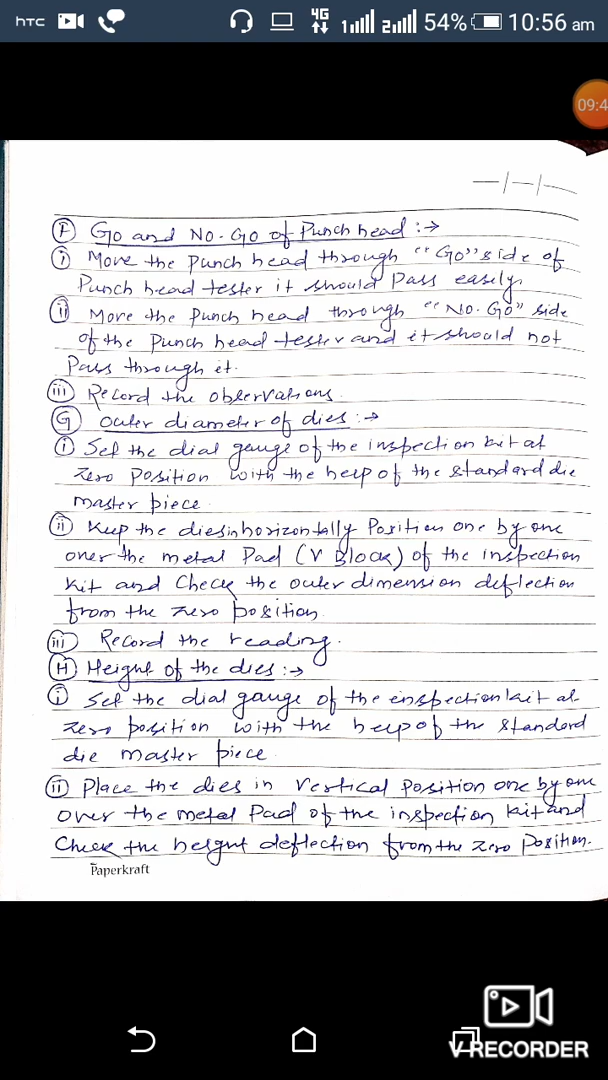 hTC 4G 54% 10:56 am
09:4
—/—/—
(F) Go and No-Go of Punch head :→
(i) Move the punch head through "Go" side of
Punch head tester it should pass easily.
(ii) Move the punch head through "No-Go" side
of the Punch head tester and it should not
Pass through it.
(iii) Record the observations.
(G) outer diameter of dies :→
(i) Set the dial gauge of the inspection kit at
zero position with the help of the standard die
master piece.
(ii) Keep the dies in horizontally Position one by one
over the metal Pad (V Block) of the inspection
kit and Check the outer dimension deflection
from the zero position.
(iii) Record the reading.
(H) Height of the dies :→
(i) Set the dial gauge of the inspection kit at
zero position with the help of the standard
die master piece.
(ii) Place the dies in vertical position one by one
over the metal Pad of the inspection kit and
Check the height deflection from the zero Position.
Paperkraft
V RECORDER